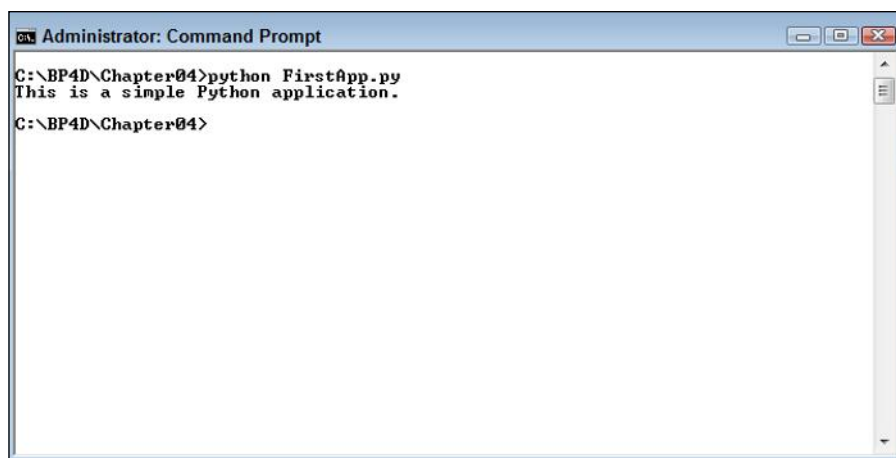 Administrator: Command Prompt
C:\BP4D\Chapter04>python FirstApp.py
This is a simple Python application.
C:\BP4D\Chapter04>